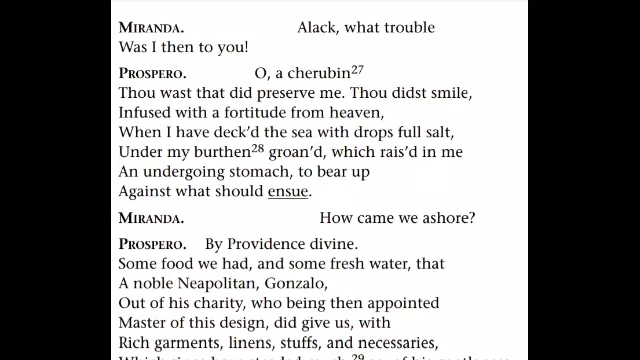 MIRANDA. Alack, what trouble
Was I then to you!
PROSPERO. O, a cherubin27
Thou wast that did preserve me. Thou didst smile,
Infused with a fortitude from heaven,
When I have deck’d the sea with drops full salt,
Under my burthen28 groan’d, which rais’d in me
An undergoing stomach, to bear up
Against what should ensue.
MIRANDA. How came we ashore?
PROSPERO. By Providence divine.
Some food we had, and some fresh water, that
A noble Neapolitan, Gonzalo,
Out of his charity, who being then appointed
Master of this design, did give us, with
Rich garments, linens, stuffs, and necessaries,